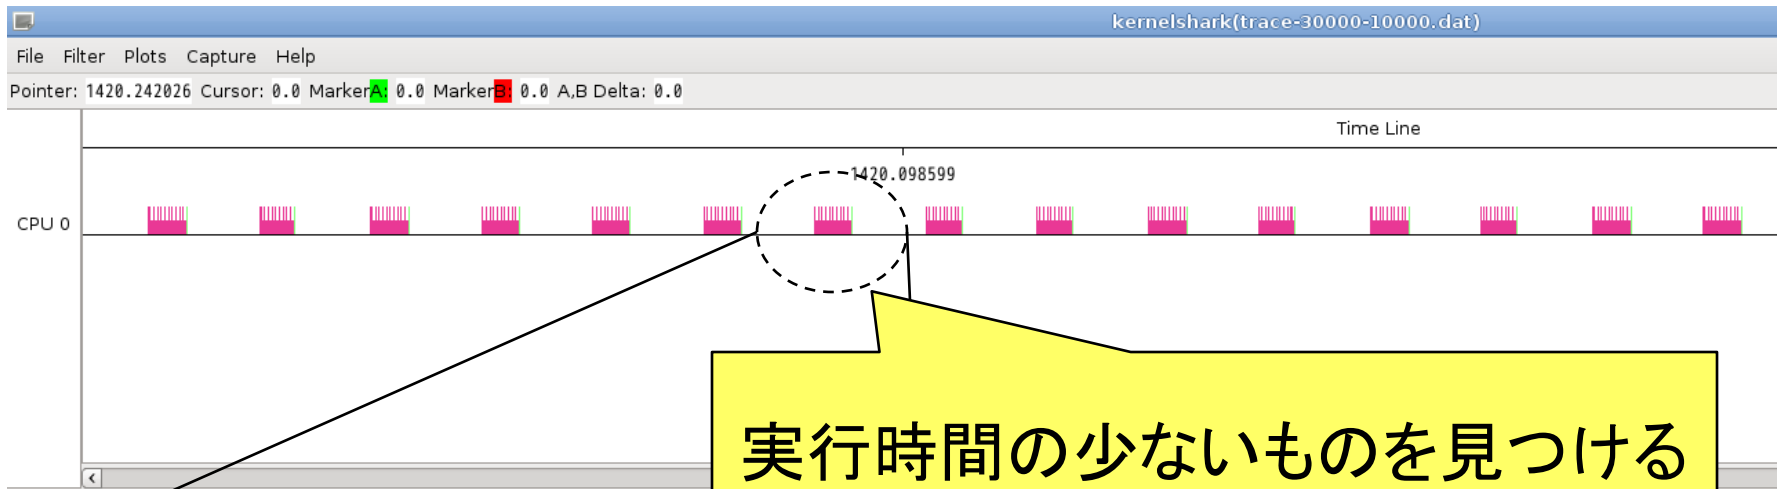 kernelshark(trace-30000-10000.dat)
File Filter Plots Capture Help
Pointer: 1420.242026 Cursor: 0.0 MarkerA: 0.0 MarkerB: 0.0 A,B Delta: 0.0
Time Line
1420.098599
CPU 0
実行時間の少ないものを見つける